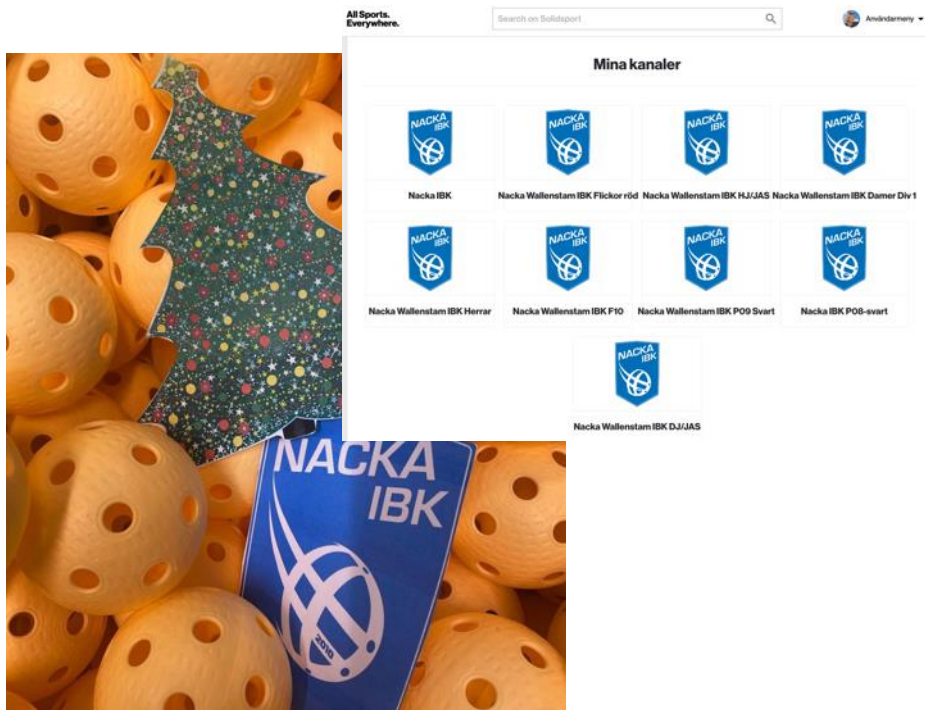 All Sports.
Everywhere.
Search on Solidsport
Användarmeny
Mina kanaler
NACKA
IBK
NACKA
IBK
NACKA
IBK
NACKA
IBK
Nacka IBK
Nacka Wallenstam IBK Flickor röd
Nacka Wallenstam IBK HJ/JAS
Nacka Wallenstam IBK Damer Div 1
NACKA
IBK
NACKA
IBK
NACKA
IBK
NACKA
IBK
Nacka Wallenstam IBK Herrar
Nacka Wallenstam IBK F10
Nacka Wallenstam IBK P09 Svart
Nacka IBK P08-svart
NACKA
IBK
Nacka Wallenstam IBK DJ/JAS
NACKA
IBK
2010